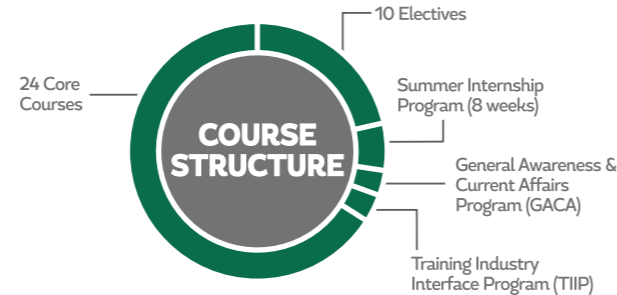 10 Electives
24 Core
Courses
Summer Internship
Program (8 weeks)
COURSE
STRUCTURE
General Awareness &
Current Affairs
Program (GACA)
Training Industry
Interface Program (TIIP)